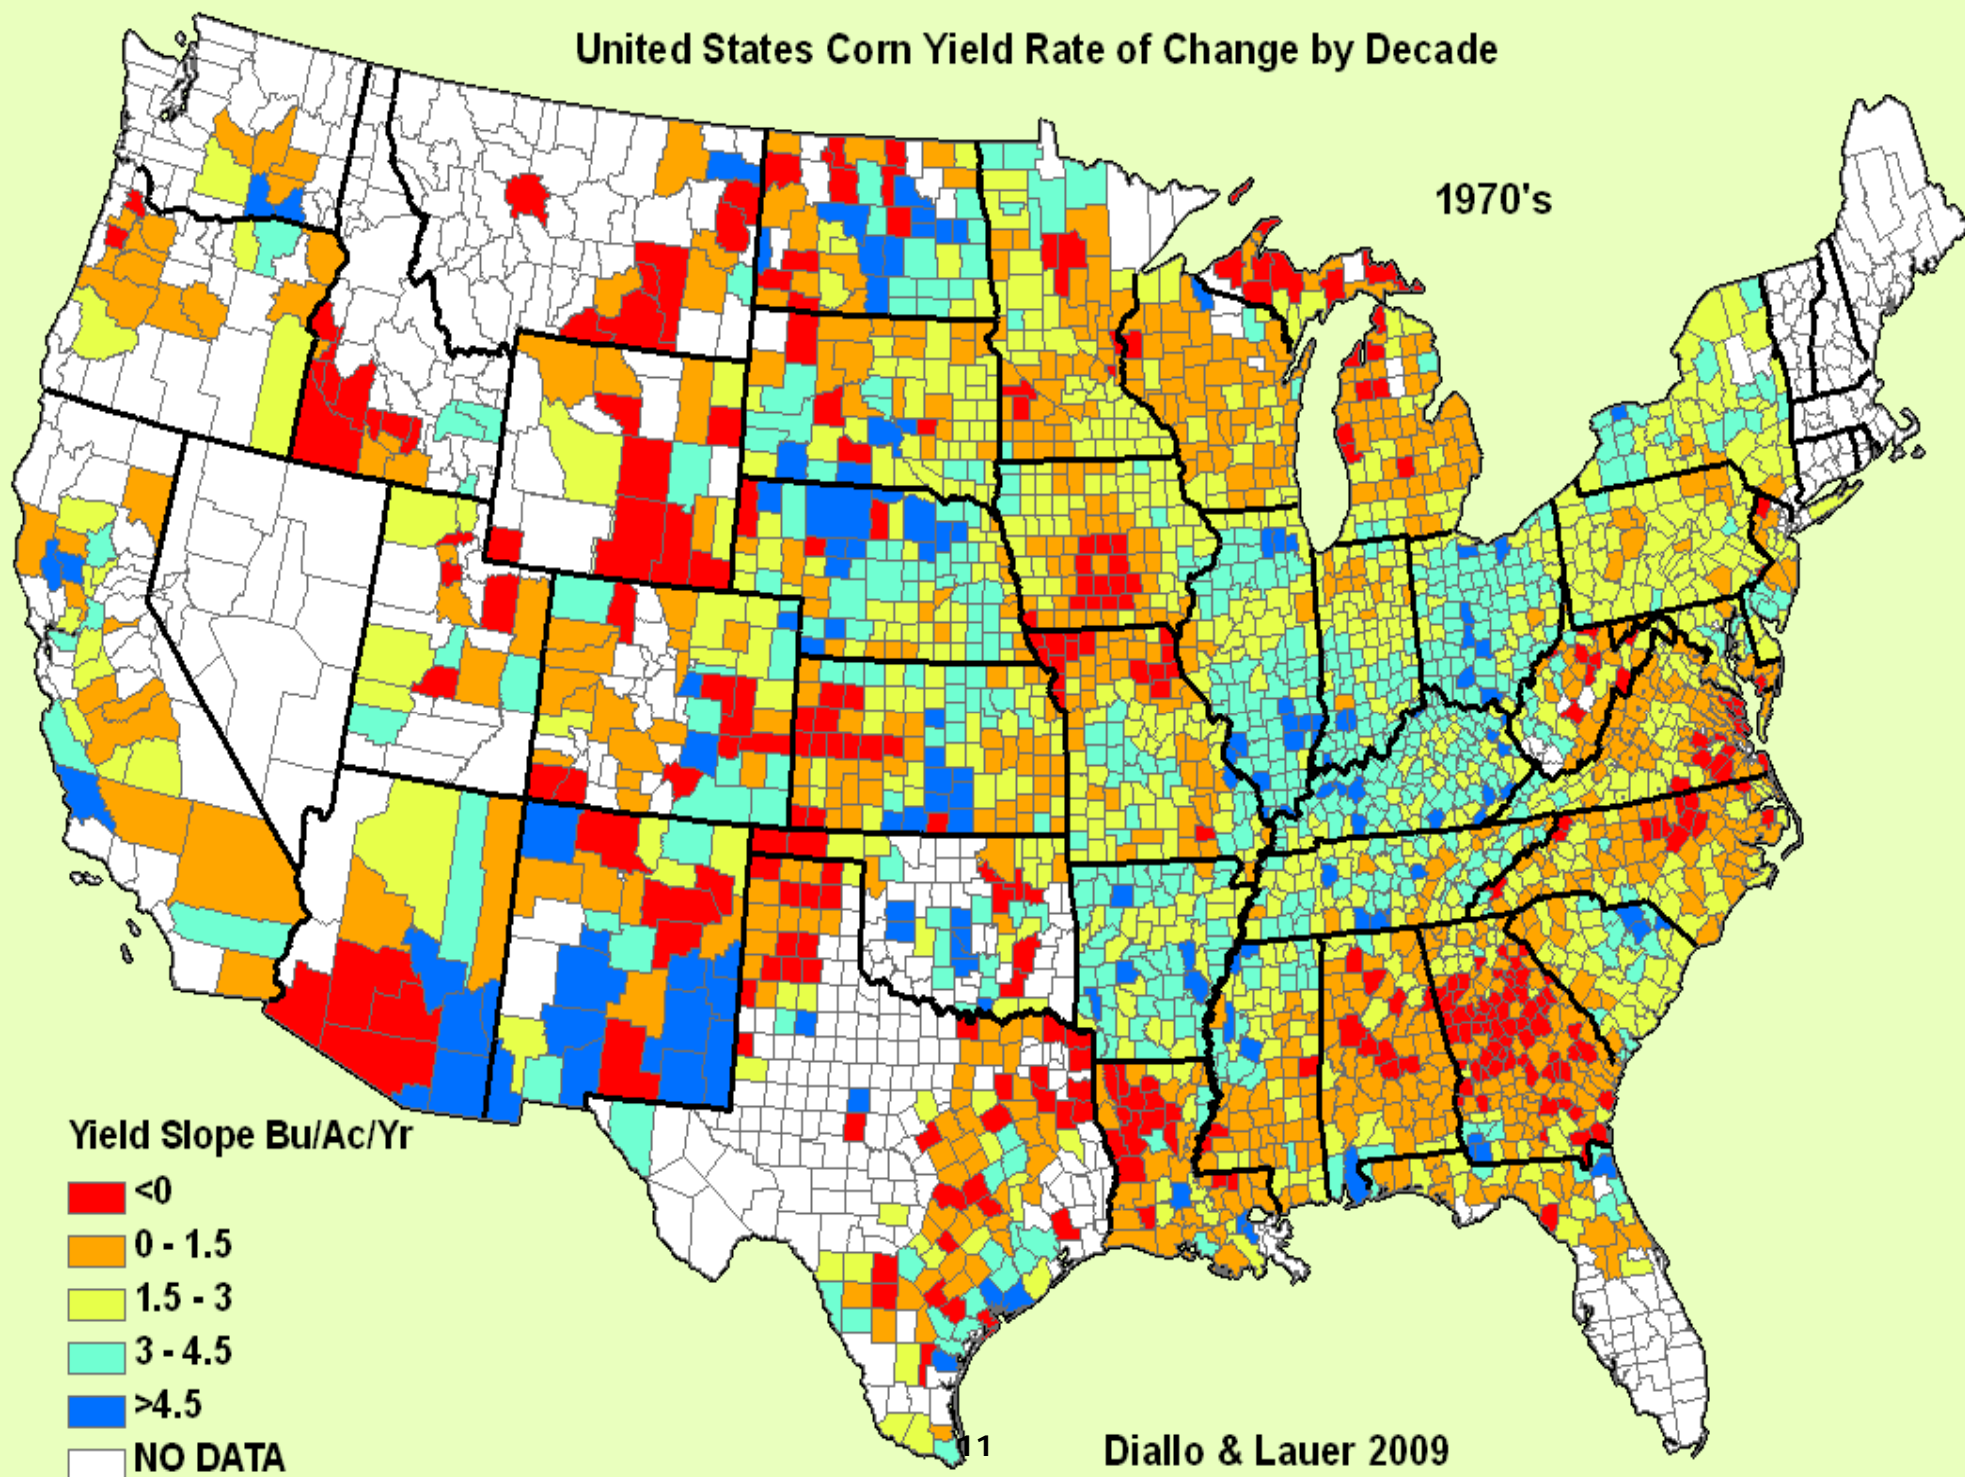 United States Corn Yield Rate of Change by Decade
1970's
Yield Slope Bu/Ac/Yr
<0
0 - 1.5
1.5 - 3
3 - 4.5
>4.5
NO DATA
11
Diallo & Lauer 2009